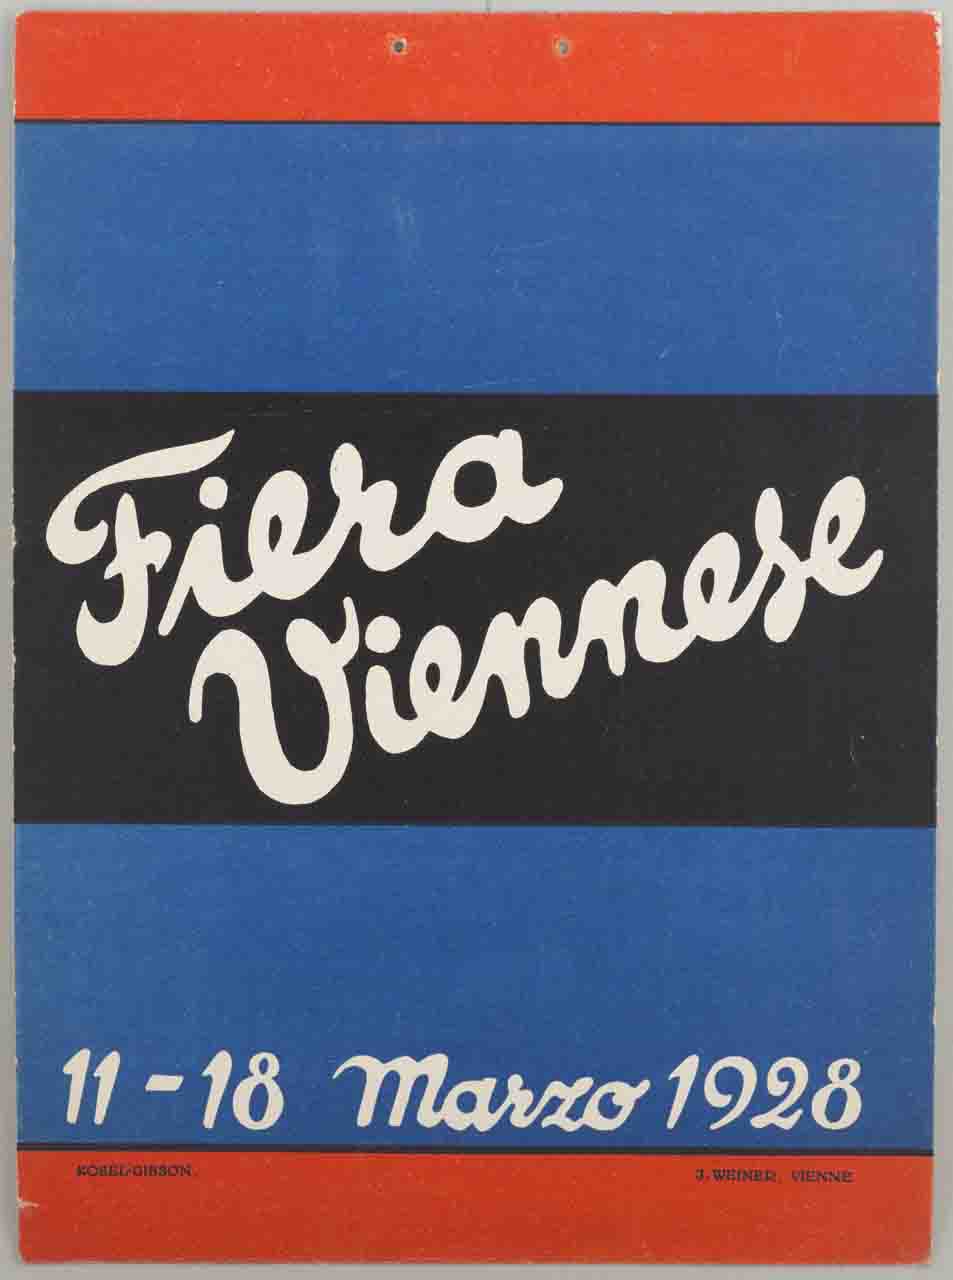 Fiera
Viennese
11 - 18 Marzo 1928
KOSEL-GIBSON.
J. WEINER, VIENNE